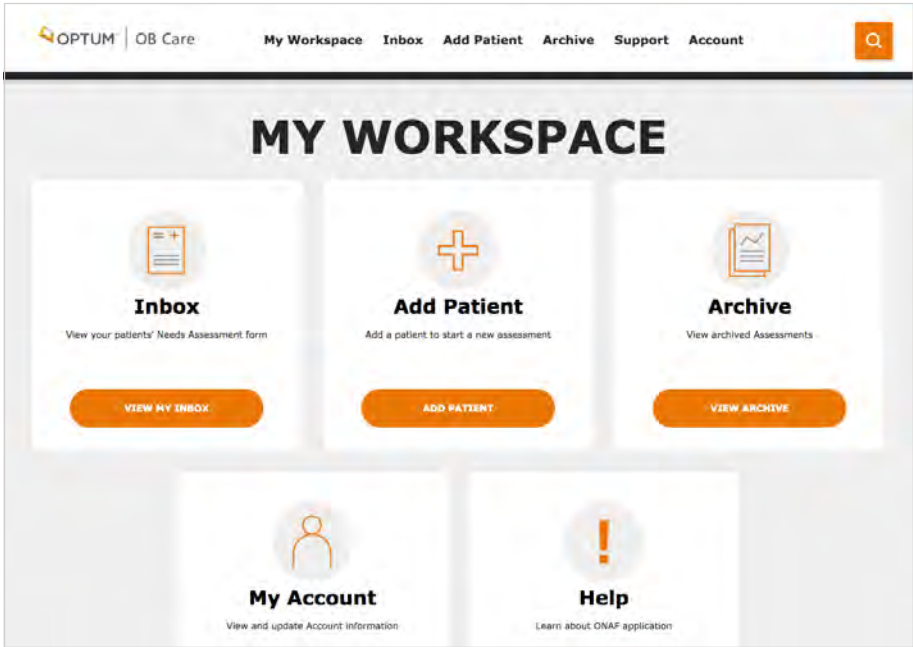 OPTUM | OB Care My Workspace Inbox Add Patient Archive Support Account
MY WORKSPACE
Inbox
View your patients' Needs Assessment form
VIEW MY INBOX
Add Patient
Add a patient to start a new assessment
ADD PATIENT
Archive
View archived Assessments
VIEW ARCHIVE
My Account
View and update Account information
Help
Learn about ONAF application